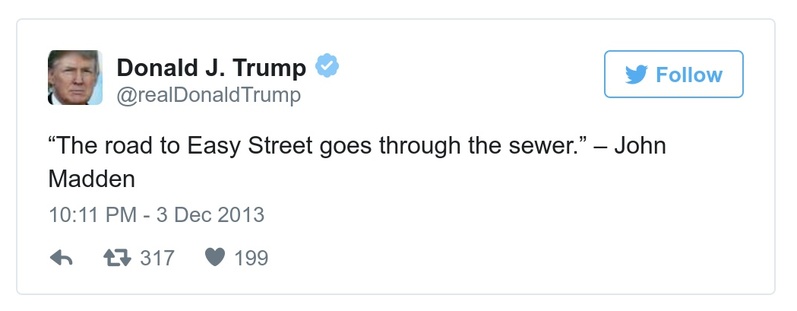 Donald J. Trump
@realDonaldTrump
Follow
“The road to Easy Street goes through the sewer.” – John
Madden
10:11 PM - 3 Dec 2013
317 199